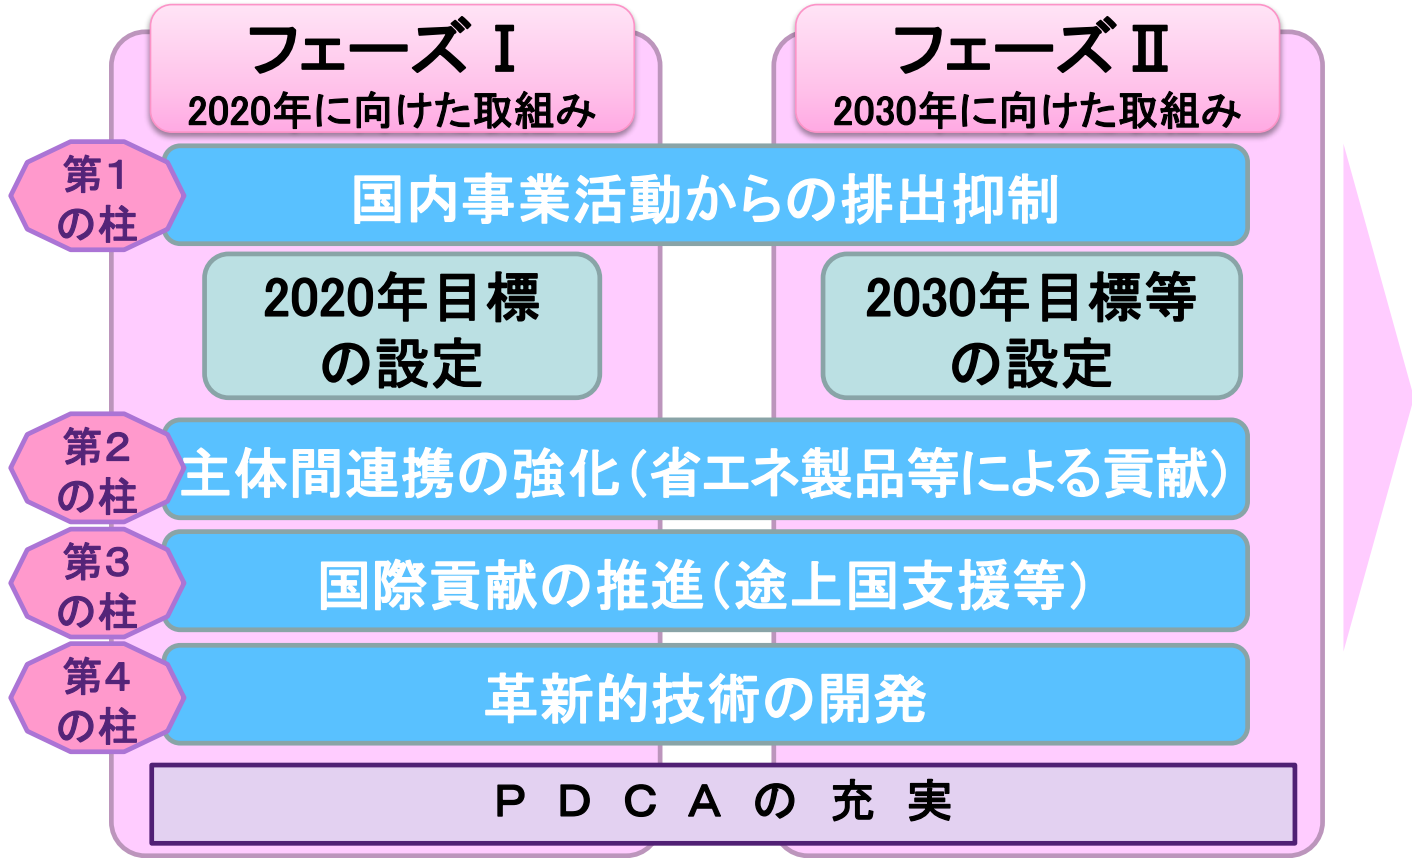 フェーズⅠ
2020年に向けた取組み
フェーズⅡ
2030年に向けた取組み
第1
の柱
国内事業活動からの排出抑制
2020年目標
の設定
2030年目標等
の設定
第2
の柱
主体間連携の強化（省エネ製品等による貢献）
第3
の柱
国際貢献の推進（途上国支援等）
第4
の柱
革新的技術の開発
ＰＤＣＡの充実